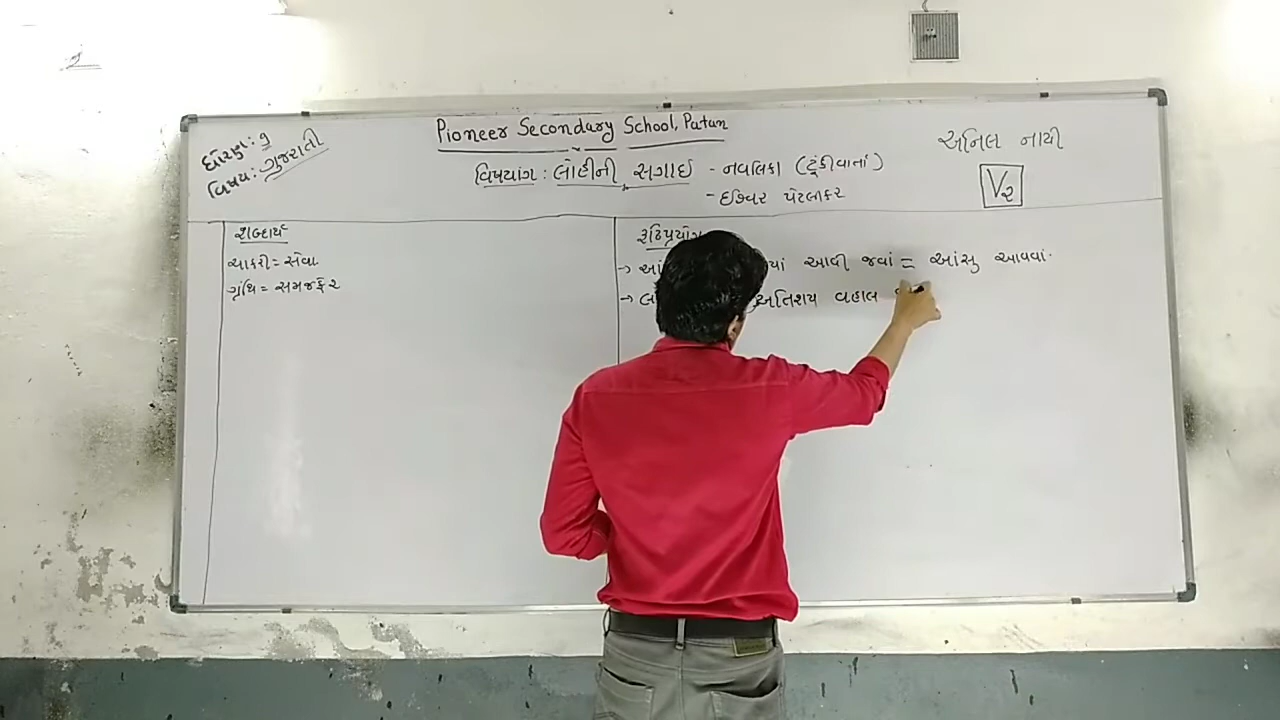 ધોરણ: ૯
વિષય: ગુજરાતી
Pioneer Secondary School, Patan
વિષયાંગ: લોહીની સગાઇ - નવલિકા (ટૂંકીવાર્તા)
- ઈશ્વર પેટલીકર
અનિલ નાયી
V2
શબ્દાર્થ
ચાકરી = સેવા
ગ્રંથિ = સમજફેર
રૂઢિપ્રયોગ
→ આવી જવાં = આંસુ આવવાં.
→ અતિશય વહાલ